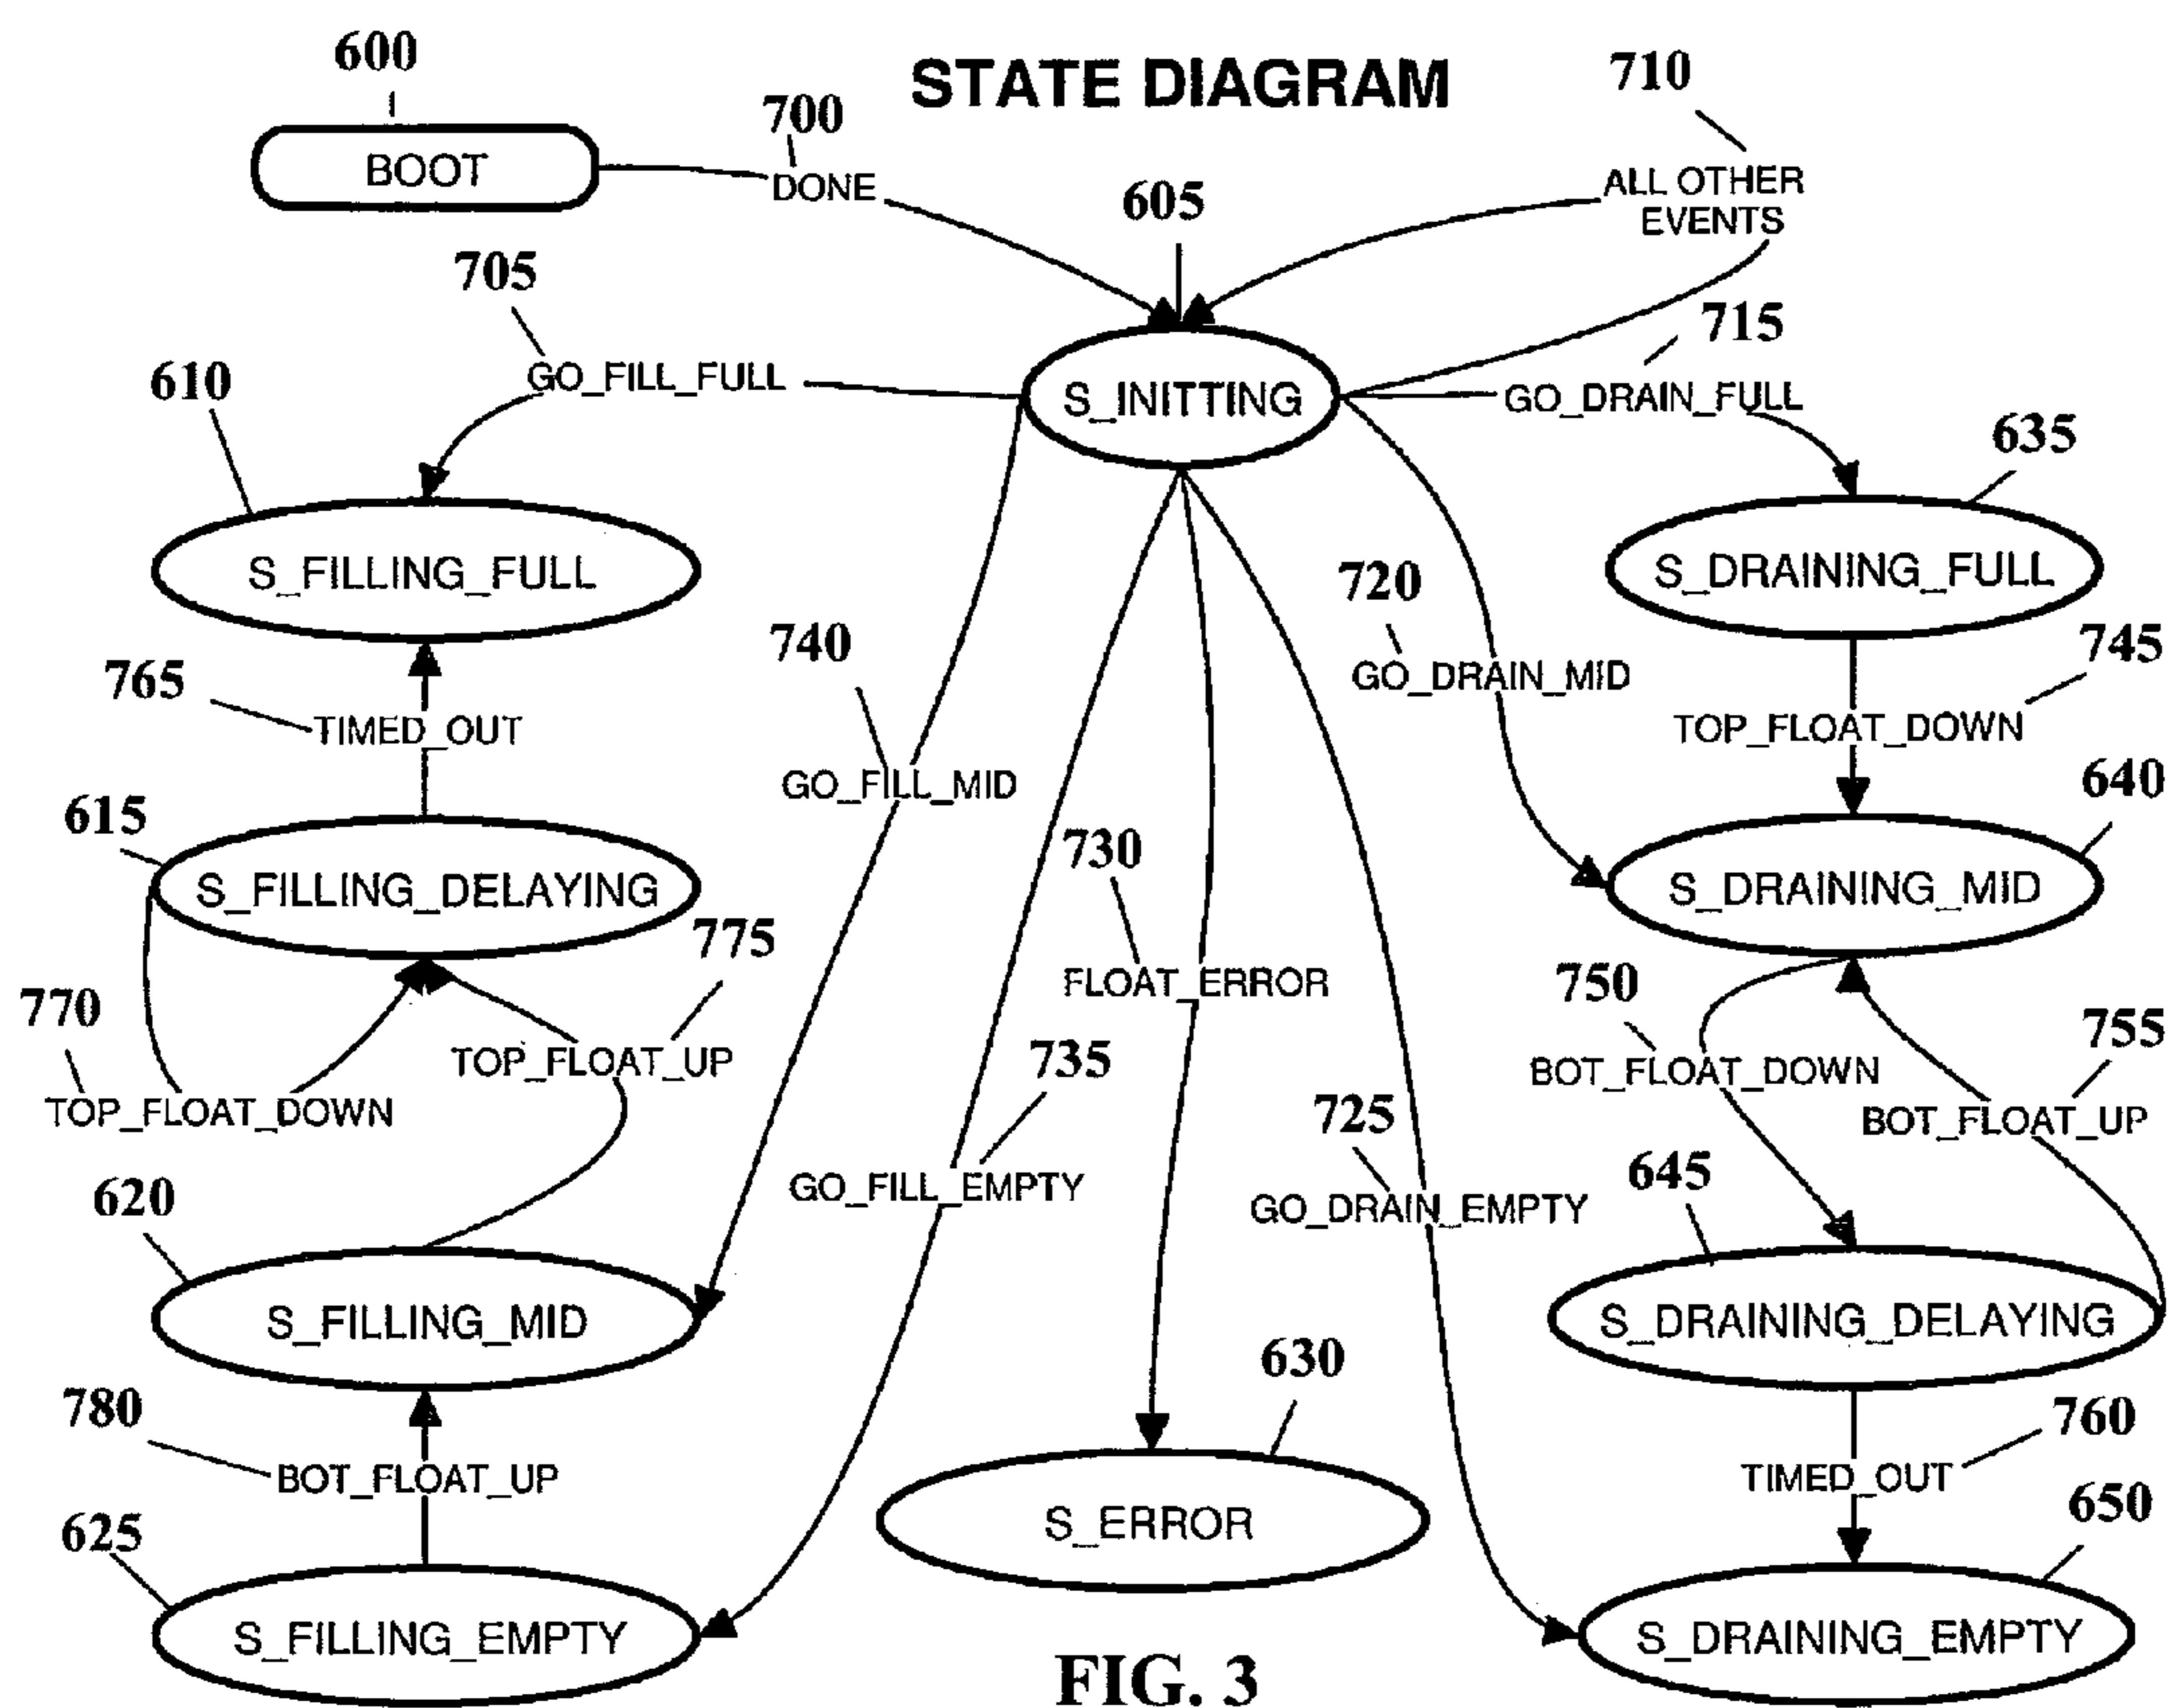 600
STATE DIAGRAM
710
700
BOOT
DONE
ALL OTHER
EVENTS
605
705
715
610
GO_FILL_FULL
S_INITTING
GO_DRAIN_FULL
635
S_FILLING_FULL
S_DRAINING_FULL
720
740
745
765
GO_DRAIN_MID
TIMED_OUT
TOP_FLOAT_DOWN
GO_FILL_MID
640
615
730
S_FILLING_DELAYING
S_DRAINING_MID
775
FLOAT_ERROR
750
770
755
TOP_FLOAT_UP
735
BOT_FLOAT_DOWN
TOP_FLOAT_DOWN
725
BOT_FLOAT_UP
645
620
GO_FILL_EMPTY
GO_DRAIN_EMPTY
S_FILLING_MID
S_DRAINING_DELAYING
630
780
760
BOT_FLOAT_UP
TIMED_OUT
650
625
S_ERROR
S_FILLING_EMPTY
S_DRAINING_EMPTY
FIG. 3